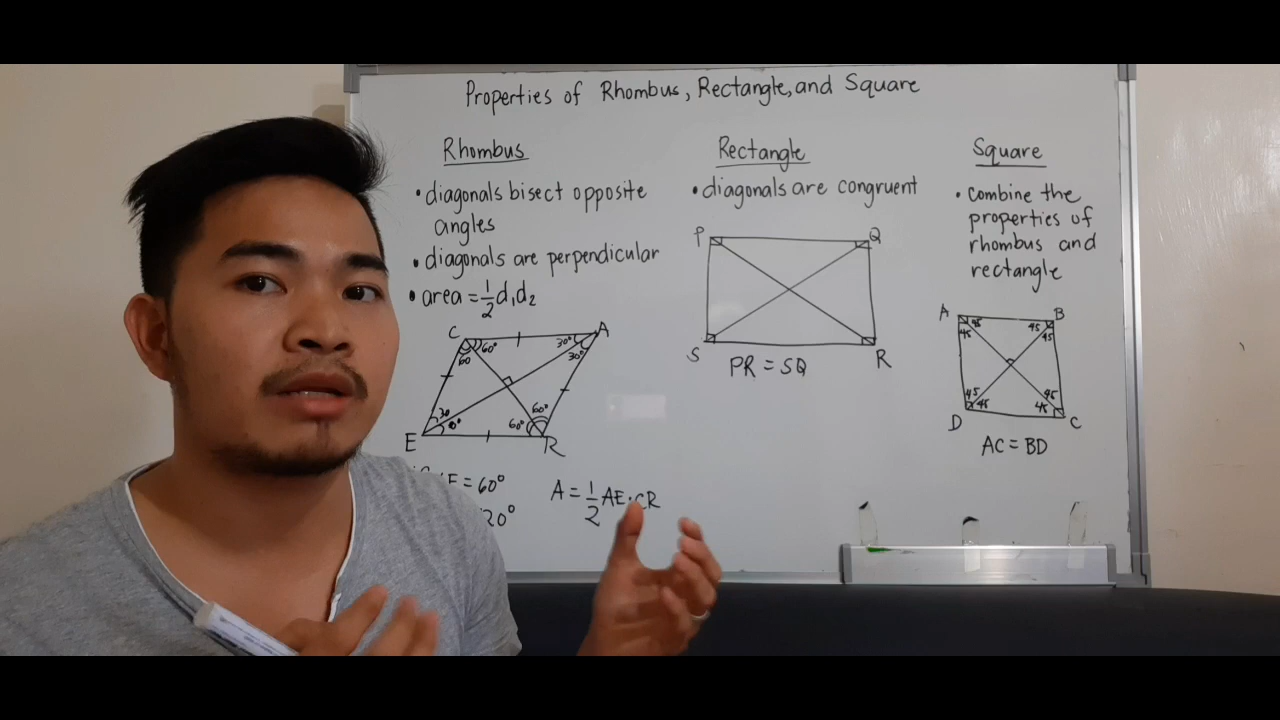 Properties of Rhombus, Rectangle, and Square
Rhombus
• diagonals bisect opposite
angles
• diagonals are perpendicular
• area = 1/2 d₁d₂
C
A
60°
60
30°
30°
30
60°
60°
E
R
E = 60°
20°
A = 1/2 AE · CR
Rectangle
• diagonals are congruent
P
Q
S
R
PR = SQ
Square
• Combine the
properties of
rhombus and
rectangle
A
B
45
45
45
45
45
45
45
45
D
C
AC = BD